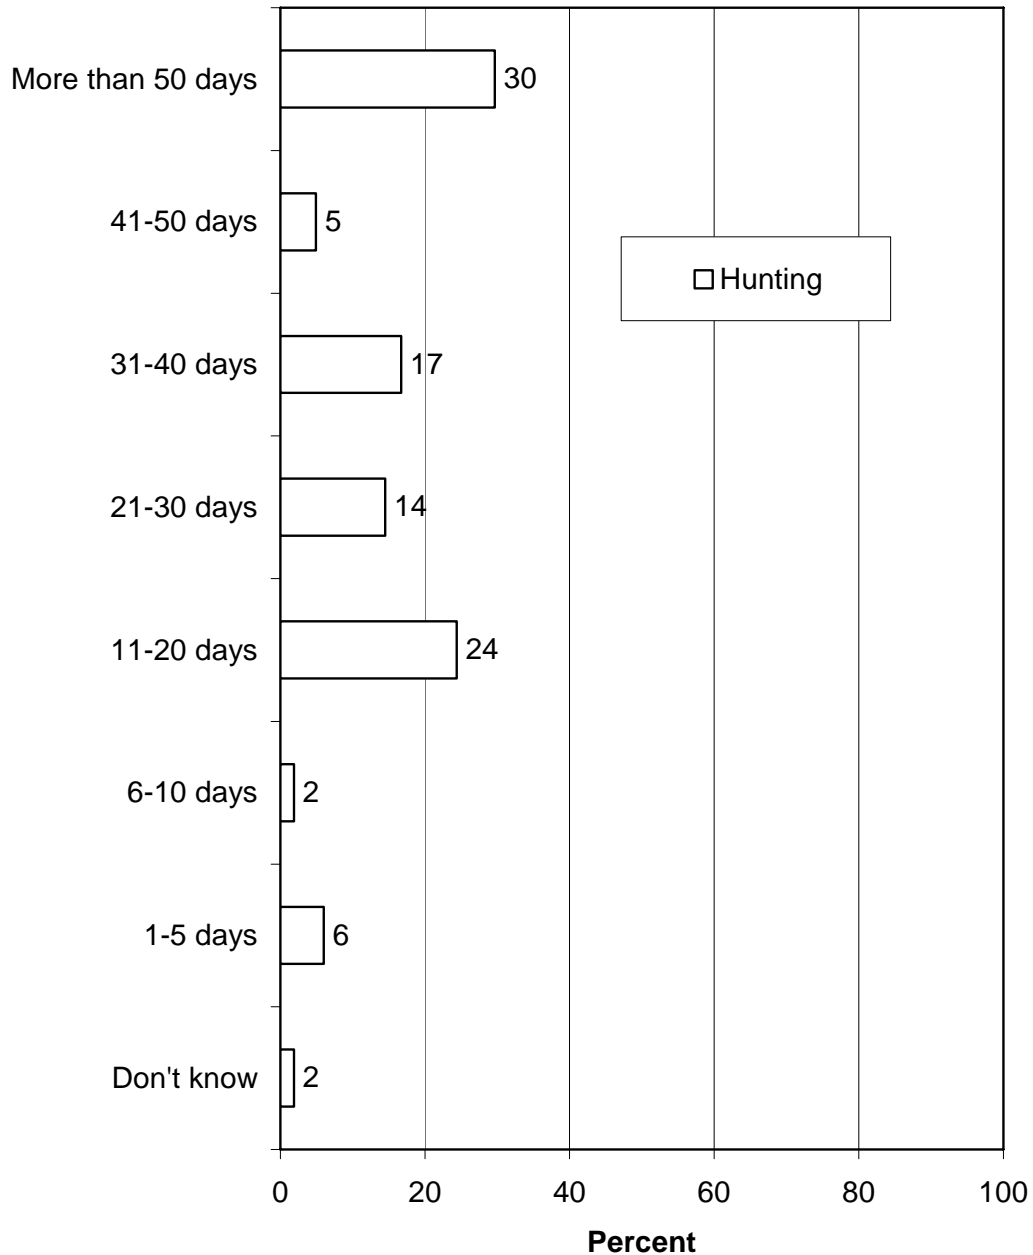 More than 50 days 30
41-50 days 5
Hunting
31-40 days 17
21-30 days 14
11-20 days 24
6-10 days 2
1-5 days 6
Don't know 2
0 20 40 60 80 100
Percent